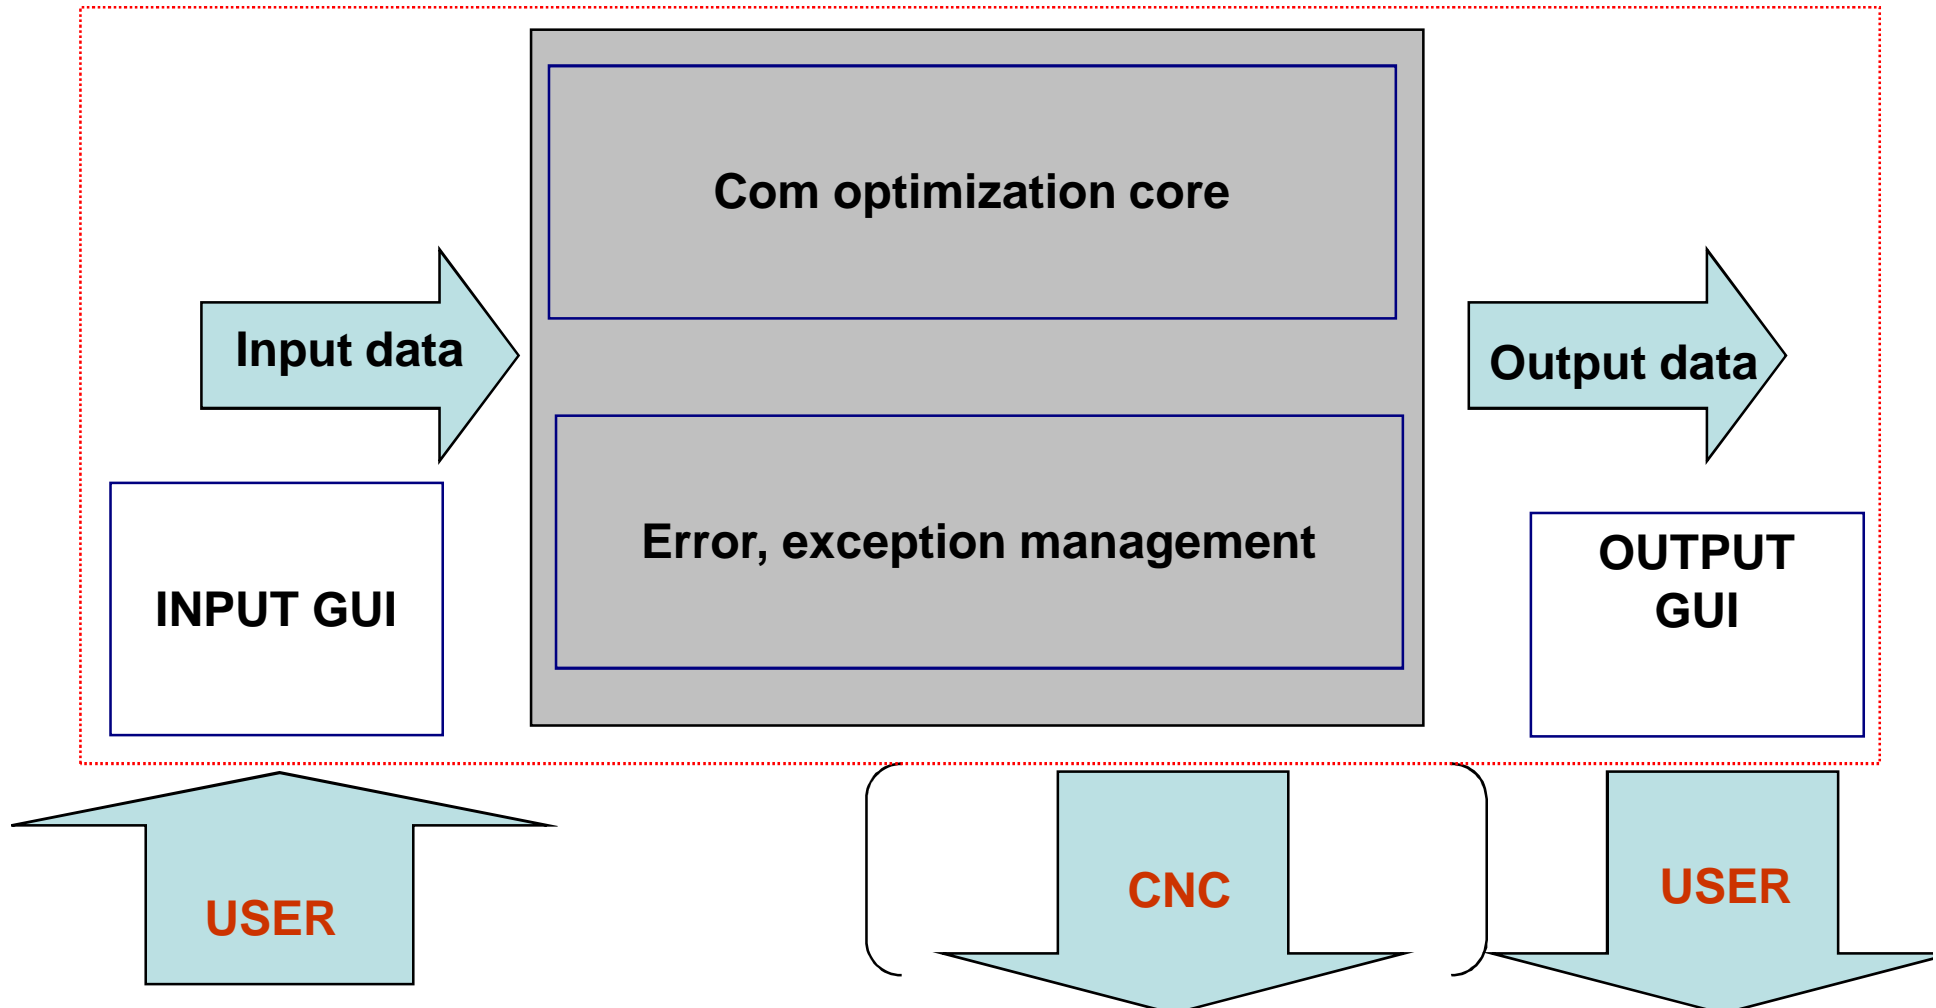 Com optimization core
Input data
Output data
Error, exception management
INPUT GUI
OUTPUT
GUI
USER
CNC
USER